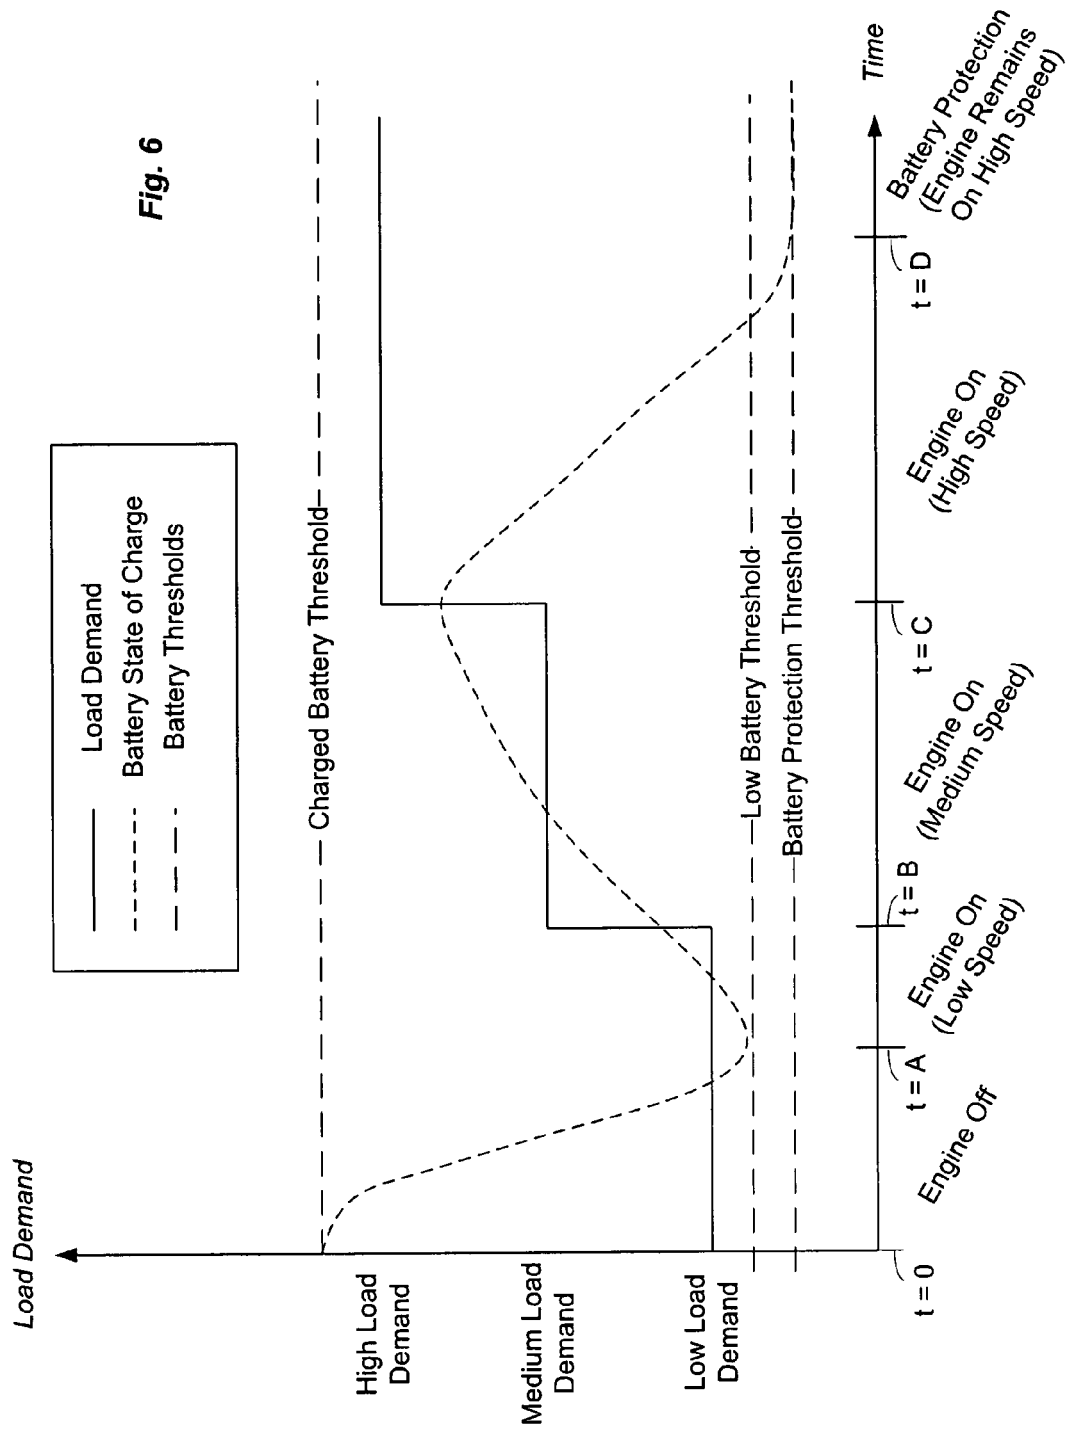 Fig. 6
Load Demand
Battery State of Charge
Battery Thresholds
Load Demand
Charged Battery Threshold
High Load
Demand
Medium Load
Demand
Low Load
Demand
Low Battery Threshold
Battery Protection Threshold
Time
t = 0
t = A
t = B
t = C
t = D
Engine Off
Engine On
(Low Speed)
Engine On
(Medium Speed)
Engine On
(High Speed)
Battery Protection
(Engine Remains
On High Speed)